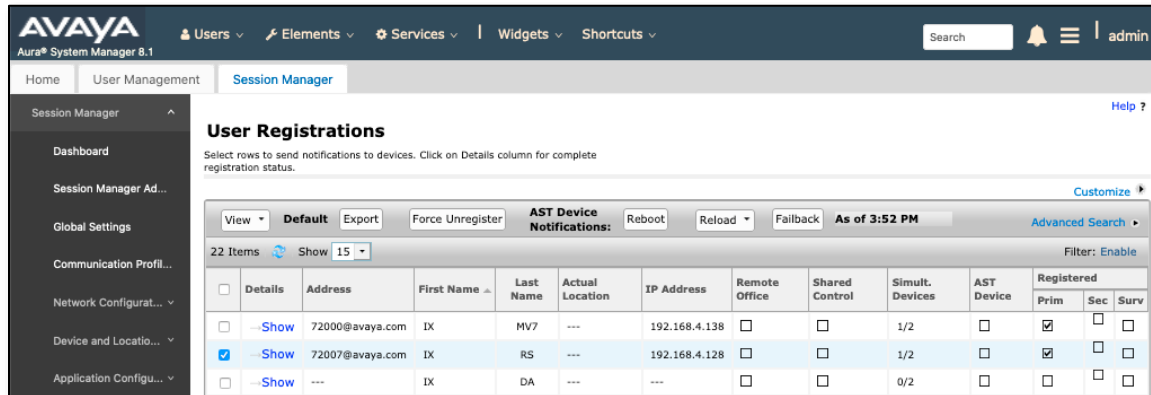 AVAYA
Aura® System Manager 8.1
Users Elements Services | Widgets Shortcuts Search admin
Home User Management Session Manager
Session Manager
Dashboard
Session Manager Ad...
Global Settings
Communication Profil...
Network Configurat...
Device and Locatio...
Application Configu...
Help ?
User Registrations
Select rows to send notifications to devices. Click on Details column for complete
registration status.
Customize
View Default Export Force Unregister AST Device Notifications: Reboot Reload Failback As of 3:52 PM Advanced Search
22 Items Show 15 Filter: Enable
Details Address First Name Last Name Actual Location IP Address Remote Office Shared Control Simult. Devices AST Device Registered
Prim Sec Surv
Show 72000@avaya.com IX MV7 --- 192.168.4.138 1/2
Show 72007@avaya.com IX RS --- 192.168.4.128 1/2
Show --- IX DA --- --- 0/2